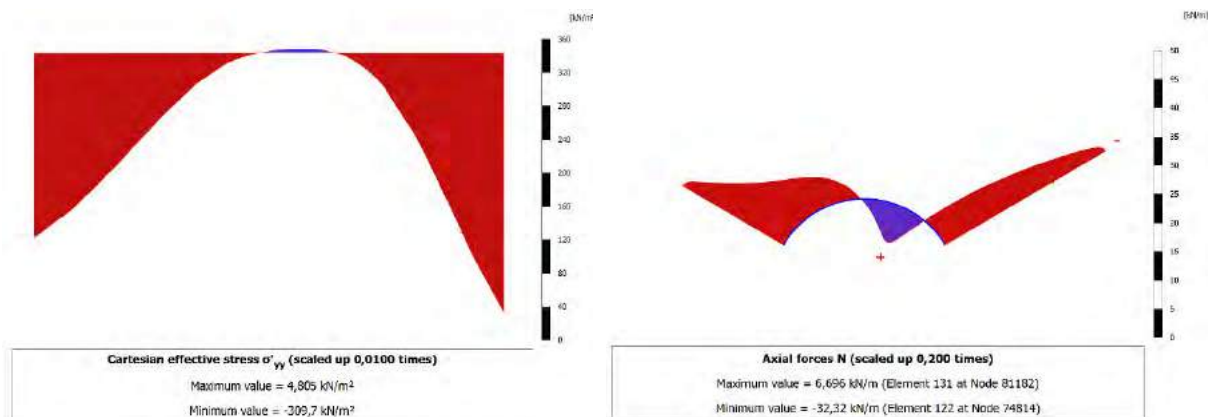 [kN/m²
360
320
280
240
200
160
120
80
40
0
Cartesian effective stress σ'yy (scaled up 0,0100 times)
Maximum value = 4,805 kN/m²
Minimum value = -309,7 kN/m²
[kN/m]
50
45
40
35
30
25
20
15
10
5
0
-
+
Axial forces N (scaled up 0,200 times)
Maximum value = 6,696 kN/m (Element 131 at Node 81182)
Minimum value = -32,32 kN/m (Element 122 at Node 74814)